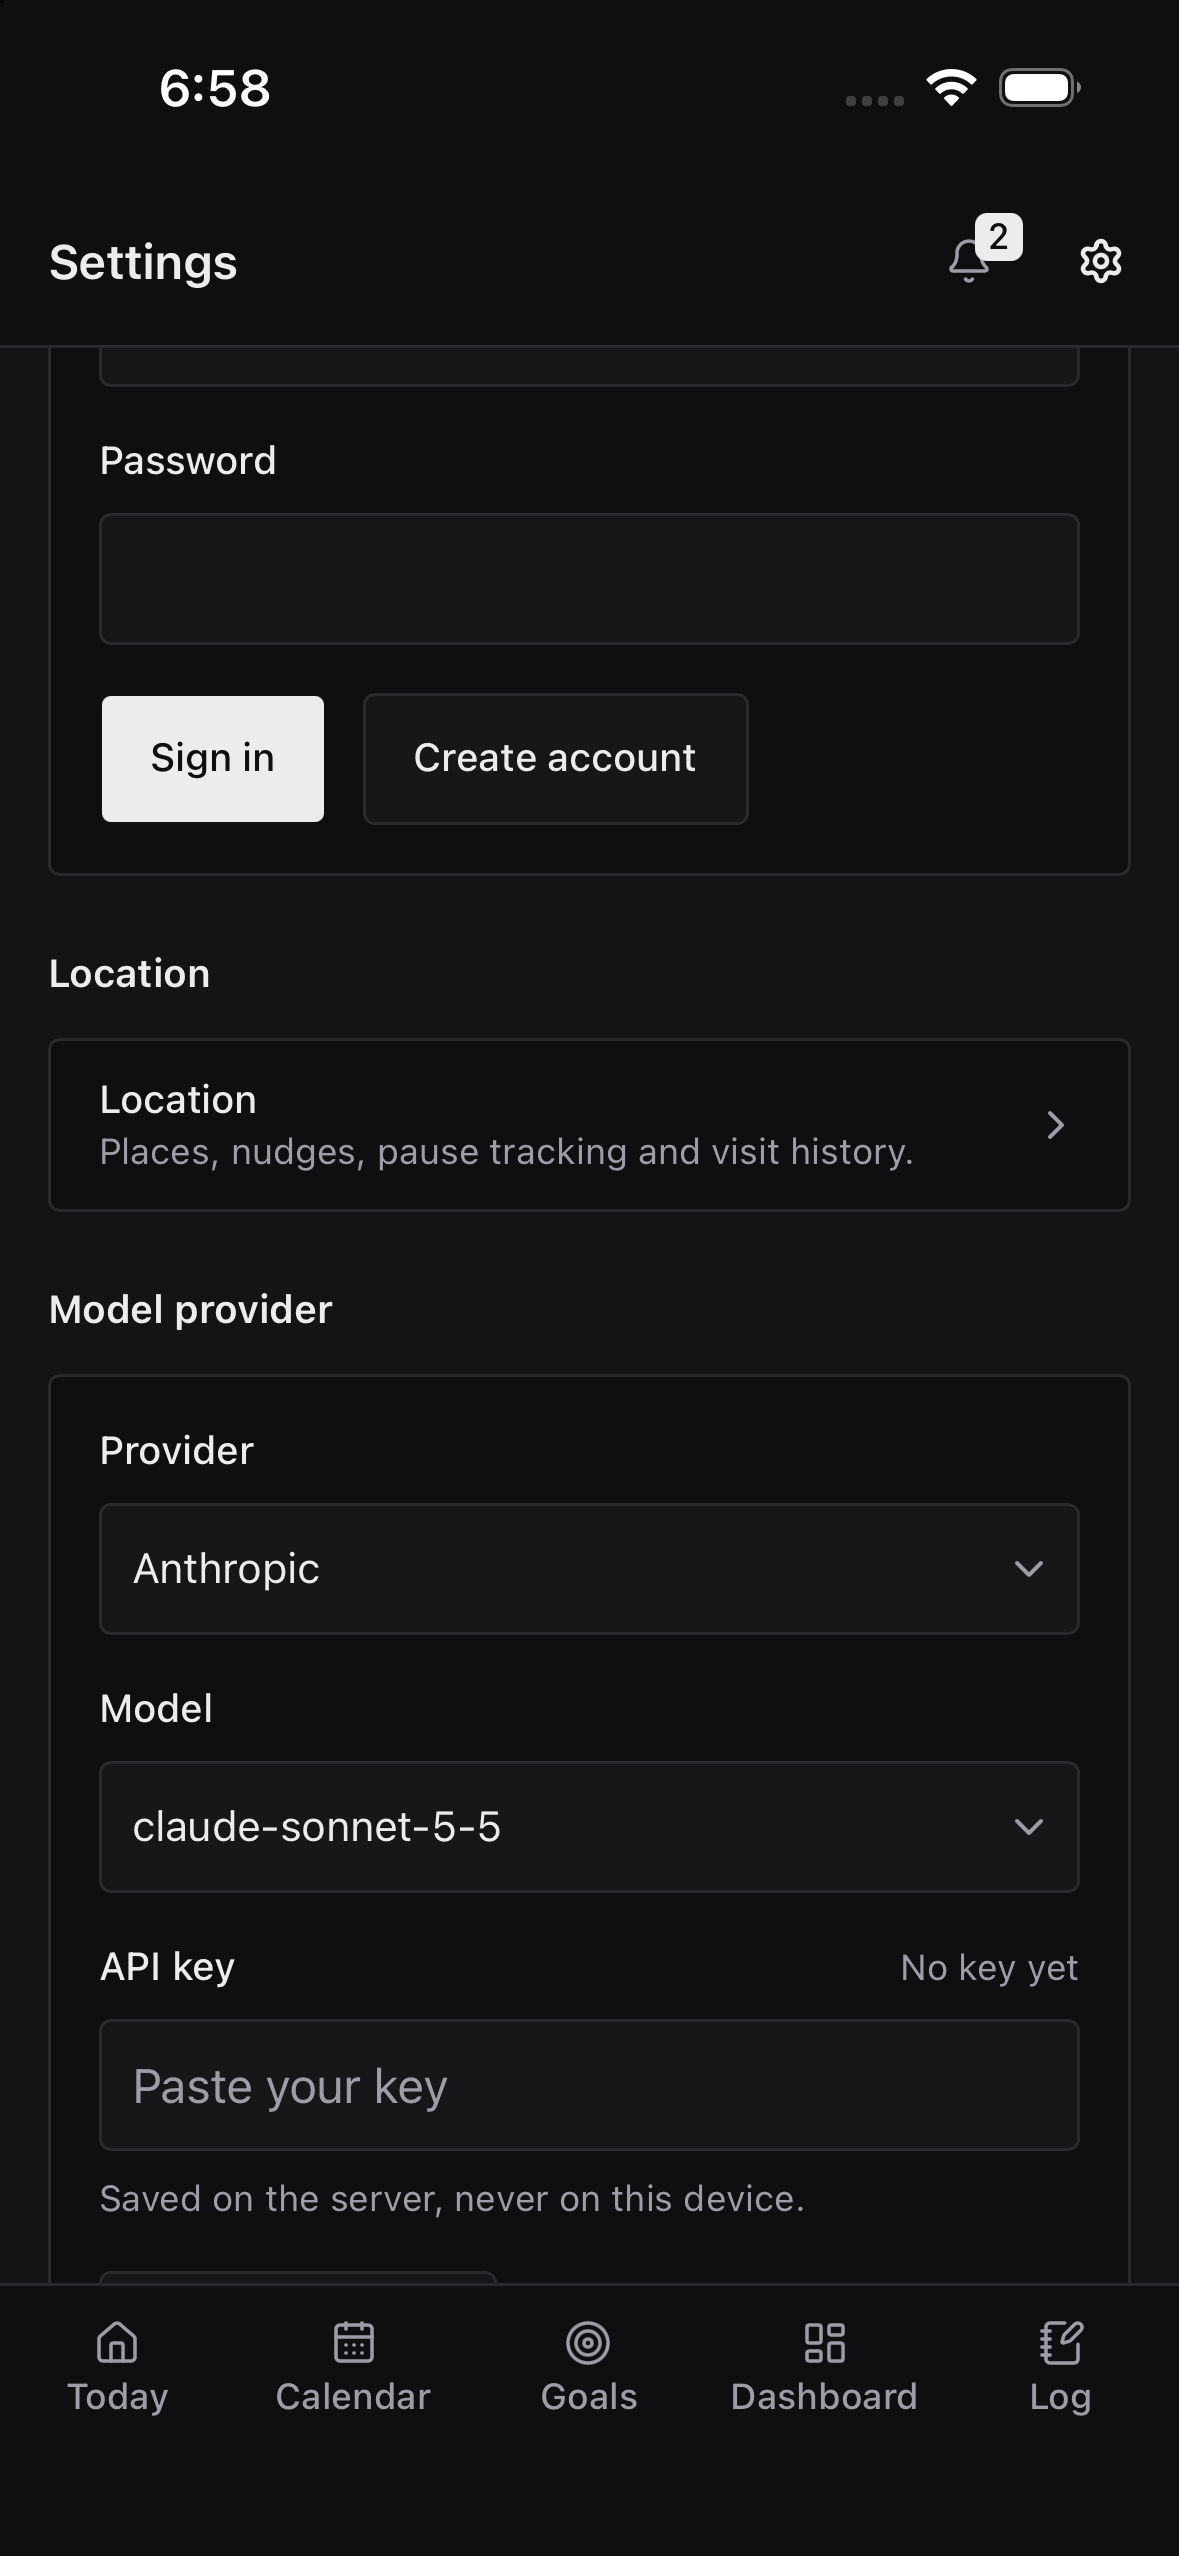 6:58
Settings
2
Password
Sign in
Create account
Location
Location
Places, nudges, pause tracking and visit history.
Model provider
Provider
Anthropic
Model
claude-sonnet-5-5
API key
No key yet
Paste your key
Saved on the server, never on this device.
Today
Calendar
Goals
Dashboard
Log